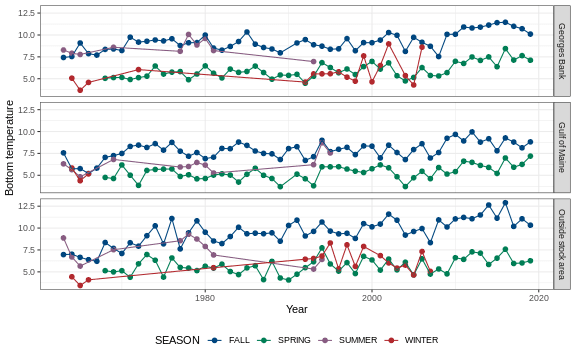 12.5
10.0
7.5
5.0
Georges Bank
12.5
10.0
7.5
5.0
Gulf of Maine
12.5
10.0
7.5
5.0
Outside stock area
Bottom temperature
1980
2000
2020
Year
SEASON FALL SPRING SUMMER WINTER